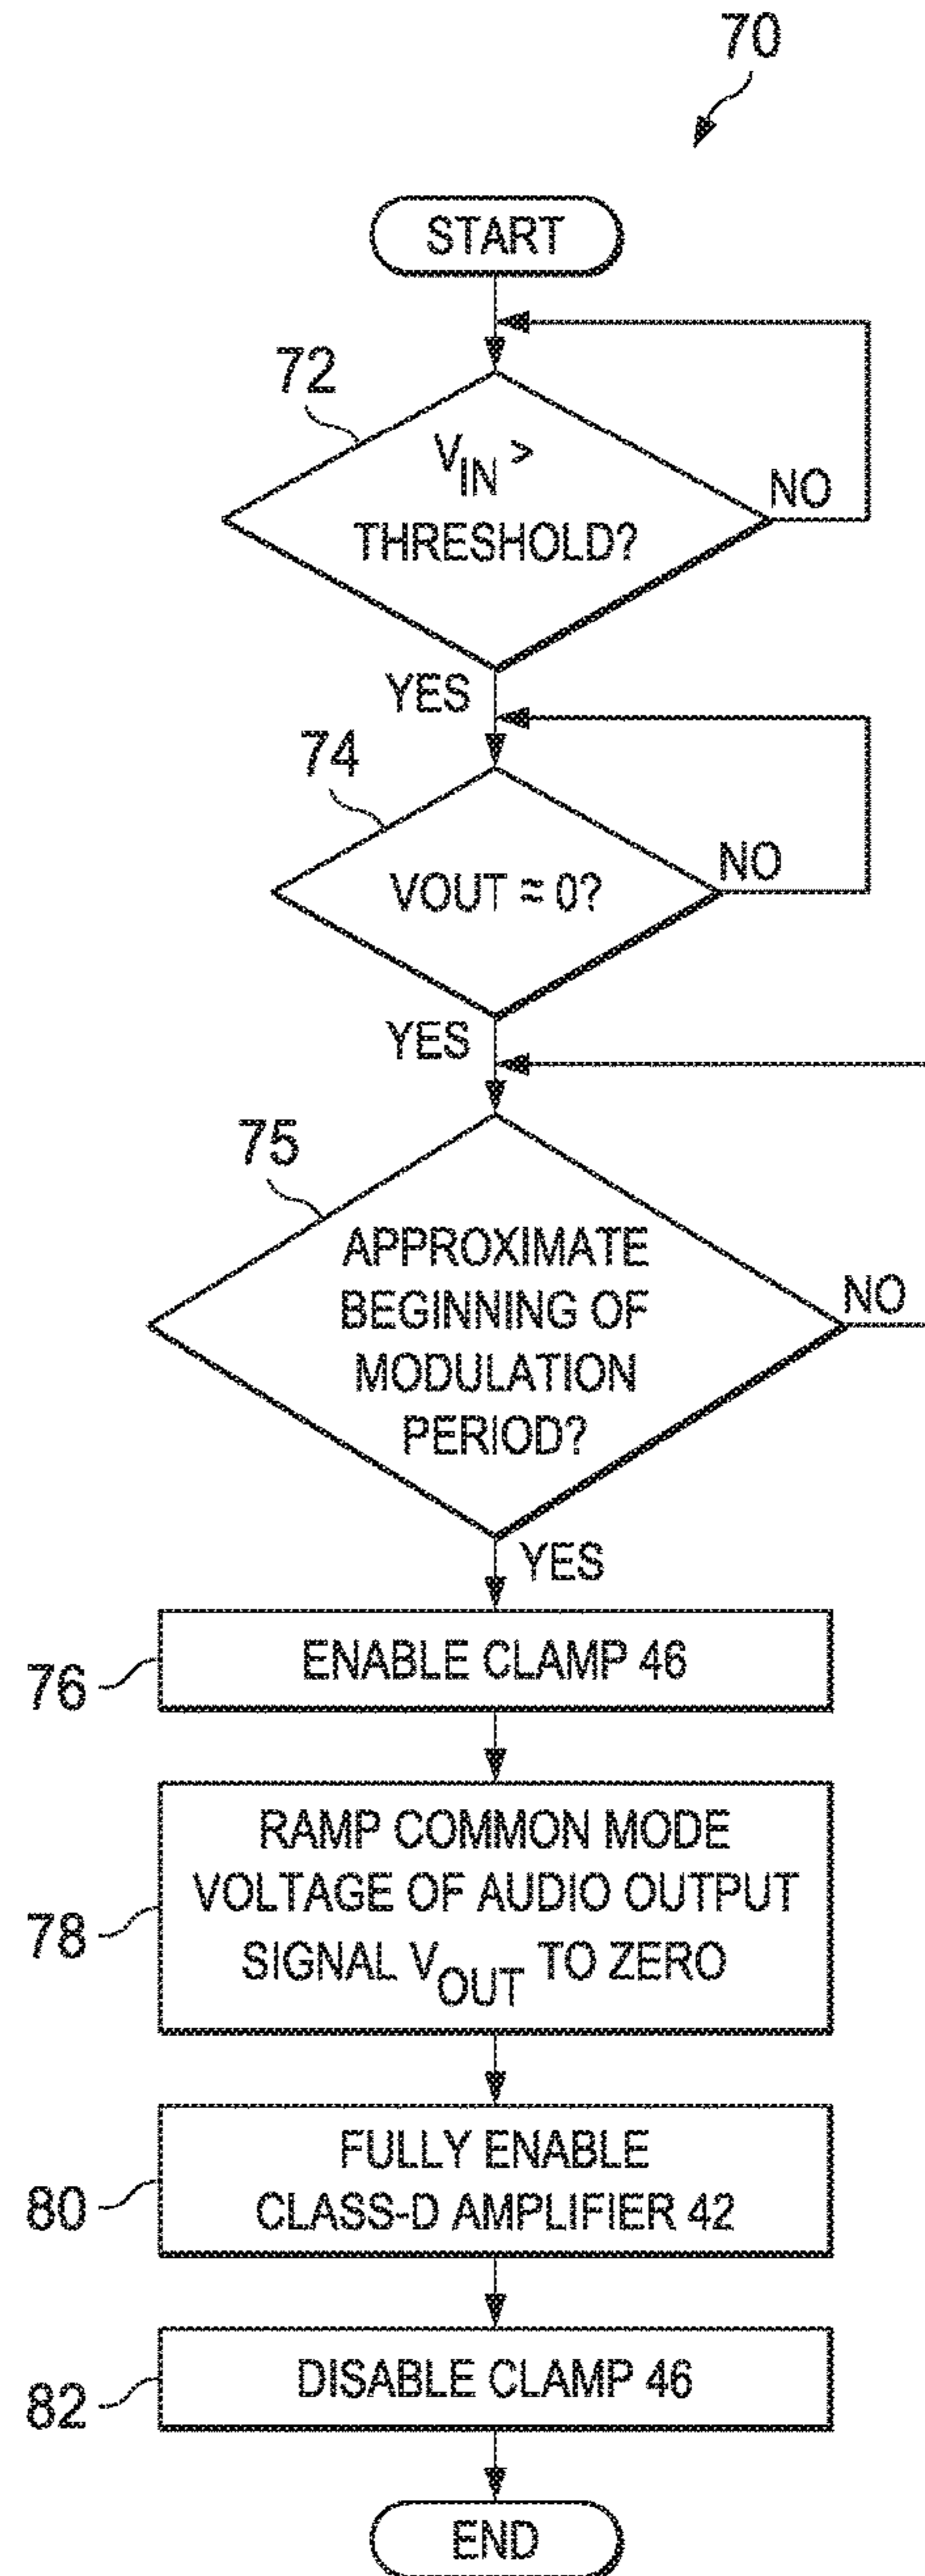 70
START
72
V_IN >
THRESHOLD?
NO
YES
74
VOUT ≈ 0?
NO
YES
75
APPROXIMATE
BEGINNING OF
MODULATION
PERIOD?
NO
YES
76
ENABLE CLAMP 46
78
RAMP COMMON MODE
VOLTAGE OF AUDIO OUTPUT
SIGNAL V_OUT TO ZERO
80
FULLY ENABLE
CLASS-D AMPLIFIER 42
82
DISABLE CLAMP 46
END